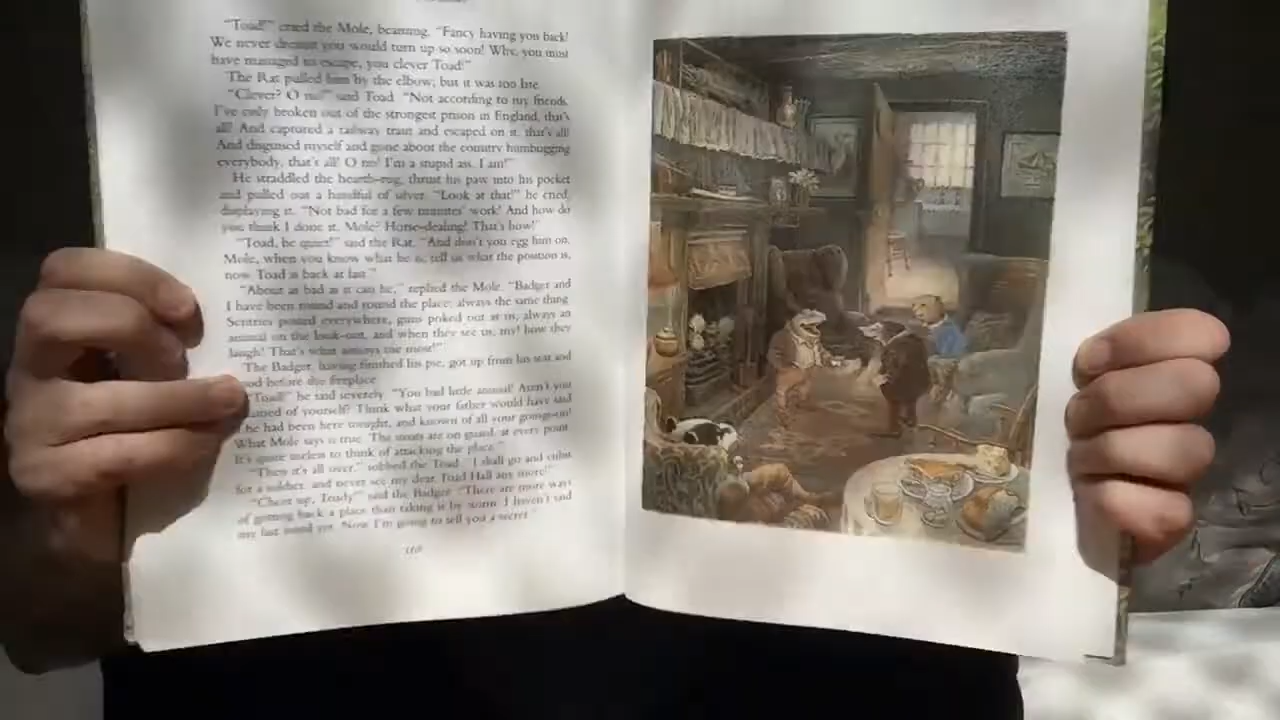 "Toad!" cried the Mole, beaming. "Fancy having you back!
We never dreamt you would turn up so soon! Why, you must
have managed to escape, you clever Toad!"
The Rat pulled him by the elbow; but it was too late.
"Clever? O no!" said Toad. "Not according to my friends.
I've only broken out of the strongest prison in England, that's
all! And captured a railway train and escaped on it, that's all!
And disguised myself and gone about the country humbugging
everybody, that's all! O no! I'm a stupid ass, I am!"
He straddled the hearth-rug, thrust his paw into his pocket
and pulled out a handful of silver. "Look at that!" he cried,
displaying it. "Not bad for a few minutes' work! And how do
you think I done it, Mole? Horse-dealing! That's how!"
"Toad, be quiet!" said the Rat. "And don't you egg him on,
Mole, when you know what he is; tell us what the position is,
now Toad is back at last."
"About as bad as it can be," replied the Mole. "Badget and
I have been round and round the place; always the same thing.
Sentries posted everywhere, guns poked out at us, always an
animal on the look-out, and when they see us, my! how they
laugh! That's what annoys me most!"
The Badger, having finished his pie, got up from his seat and
ood before the fireplace.
"Toad!" he said severely. "You bad little animal! Aren't you
amed of yourself? Think what your father would have said
he had been here tonight, and known of all your goings-on!
What Mole says is true. The stoats are on guard, at every point.
It's quite useless to think of attacking the place."
"Then it's all over," sobbed the Toad. "I shall go and enlist
for a soldier, and never see my dear Toad Hall any more!"
"Cheer up, Toady!" said the Badger. "There are more ways
of getting back a place than taking it by storm. I haven't said
my last word yet. Now I'm going to tell you a secret."